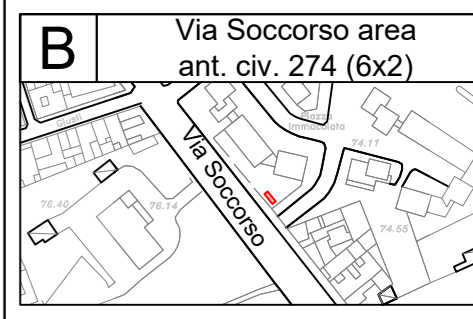 B
Via Soccorso area
ant. civ. 274 (6x2)
Giusti
Piazza
Immacolata
74.11
Via Soccorso
76.40
76.14
74.55